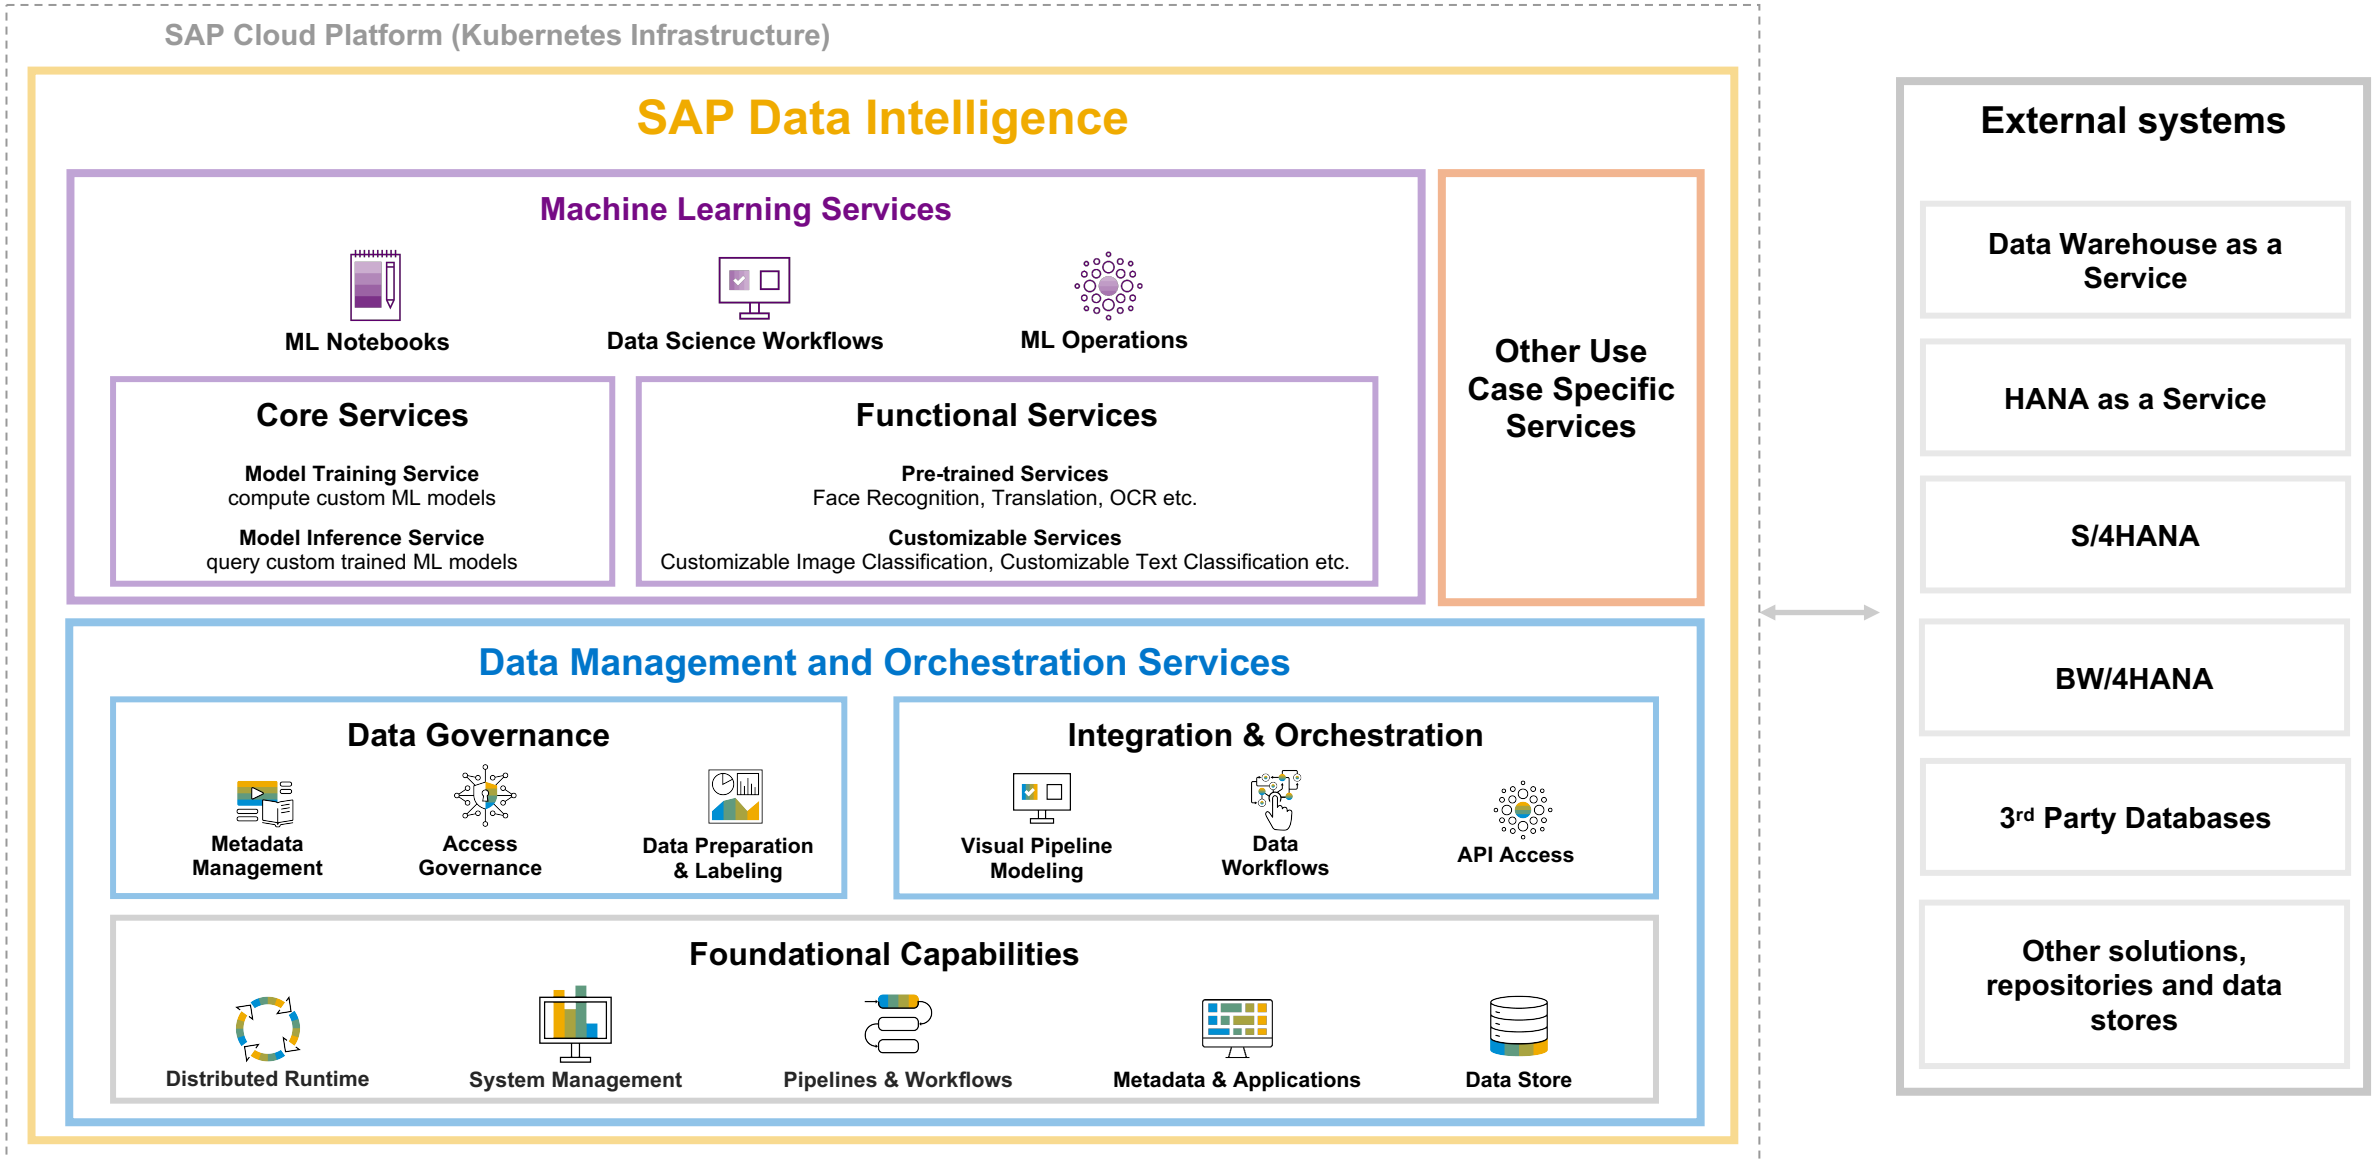 SAP Cloud Platform (Kubernetes Infrastructure)
SAP Data Intelligence
Machine Learning Services
ML Notebooks
Data Science Workflows
ML Operations
Core Services
Model Training Service
compute custom ML models
Model Inference Service
query custom trained ML models
Functional Services
Pre-trained Services
Face Recognition, Translation, OCR etc.
Customizable Services
Customizable Image Classification, Customizable Text Classification etc.
Other Use
Case Specific
Services
Data Management and Orchestration Services
Data Governance
Metadata
Management
Access
Governance
Data Preparation
& Labeling
Integration & Orchestration
Visual Pipeline
Modeling
Data
Workflows
API Access
Foundational Capabilities
Distributed Runtime
System Management
Pipelines & Workflows
Metadata & Applications
Data Store
External systems
Data Warehouse as a
Service
HANA as a Service
S/4HANA
BW/4HANA
3rd Party Databases
Other solutions,
repositories and data
stores